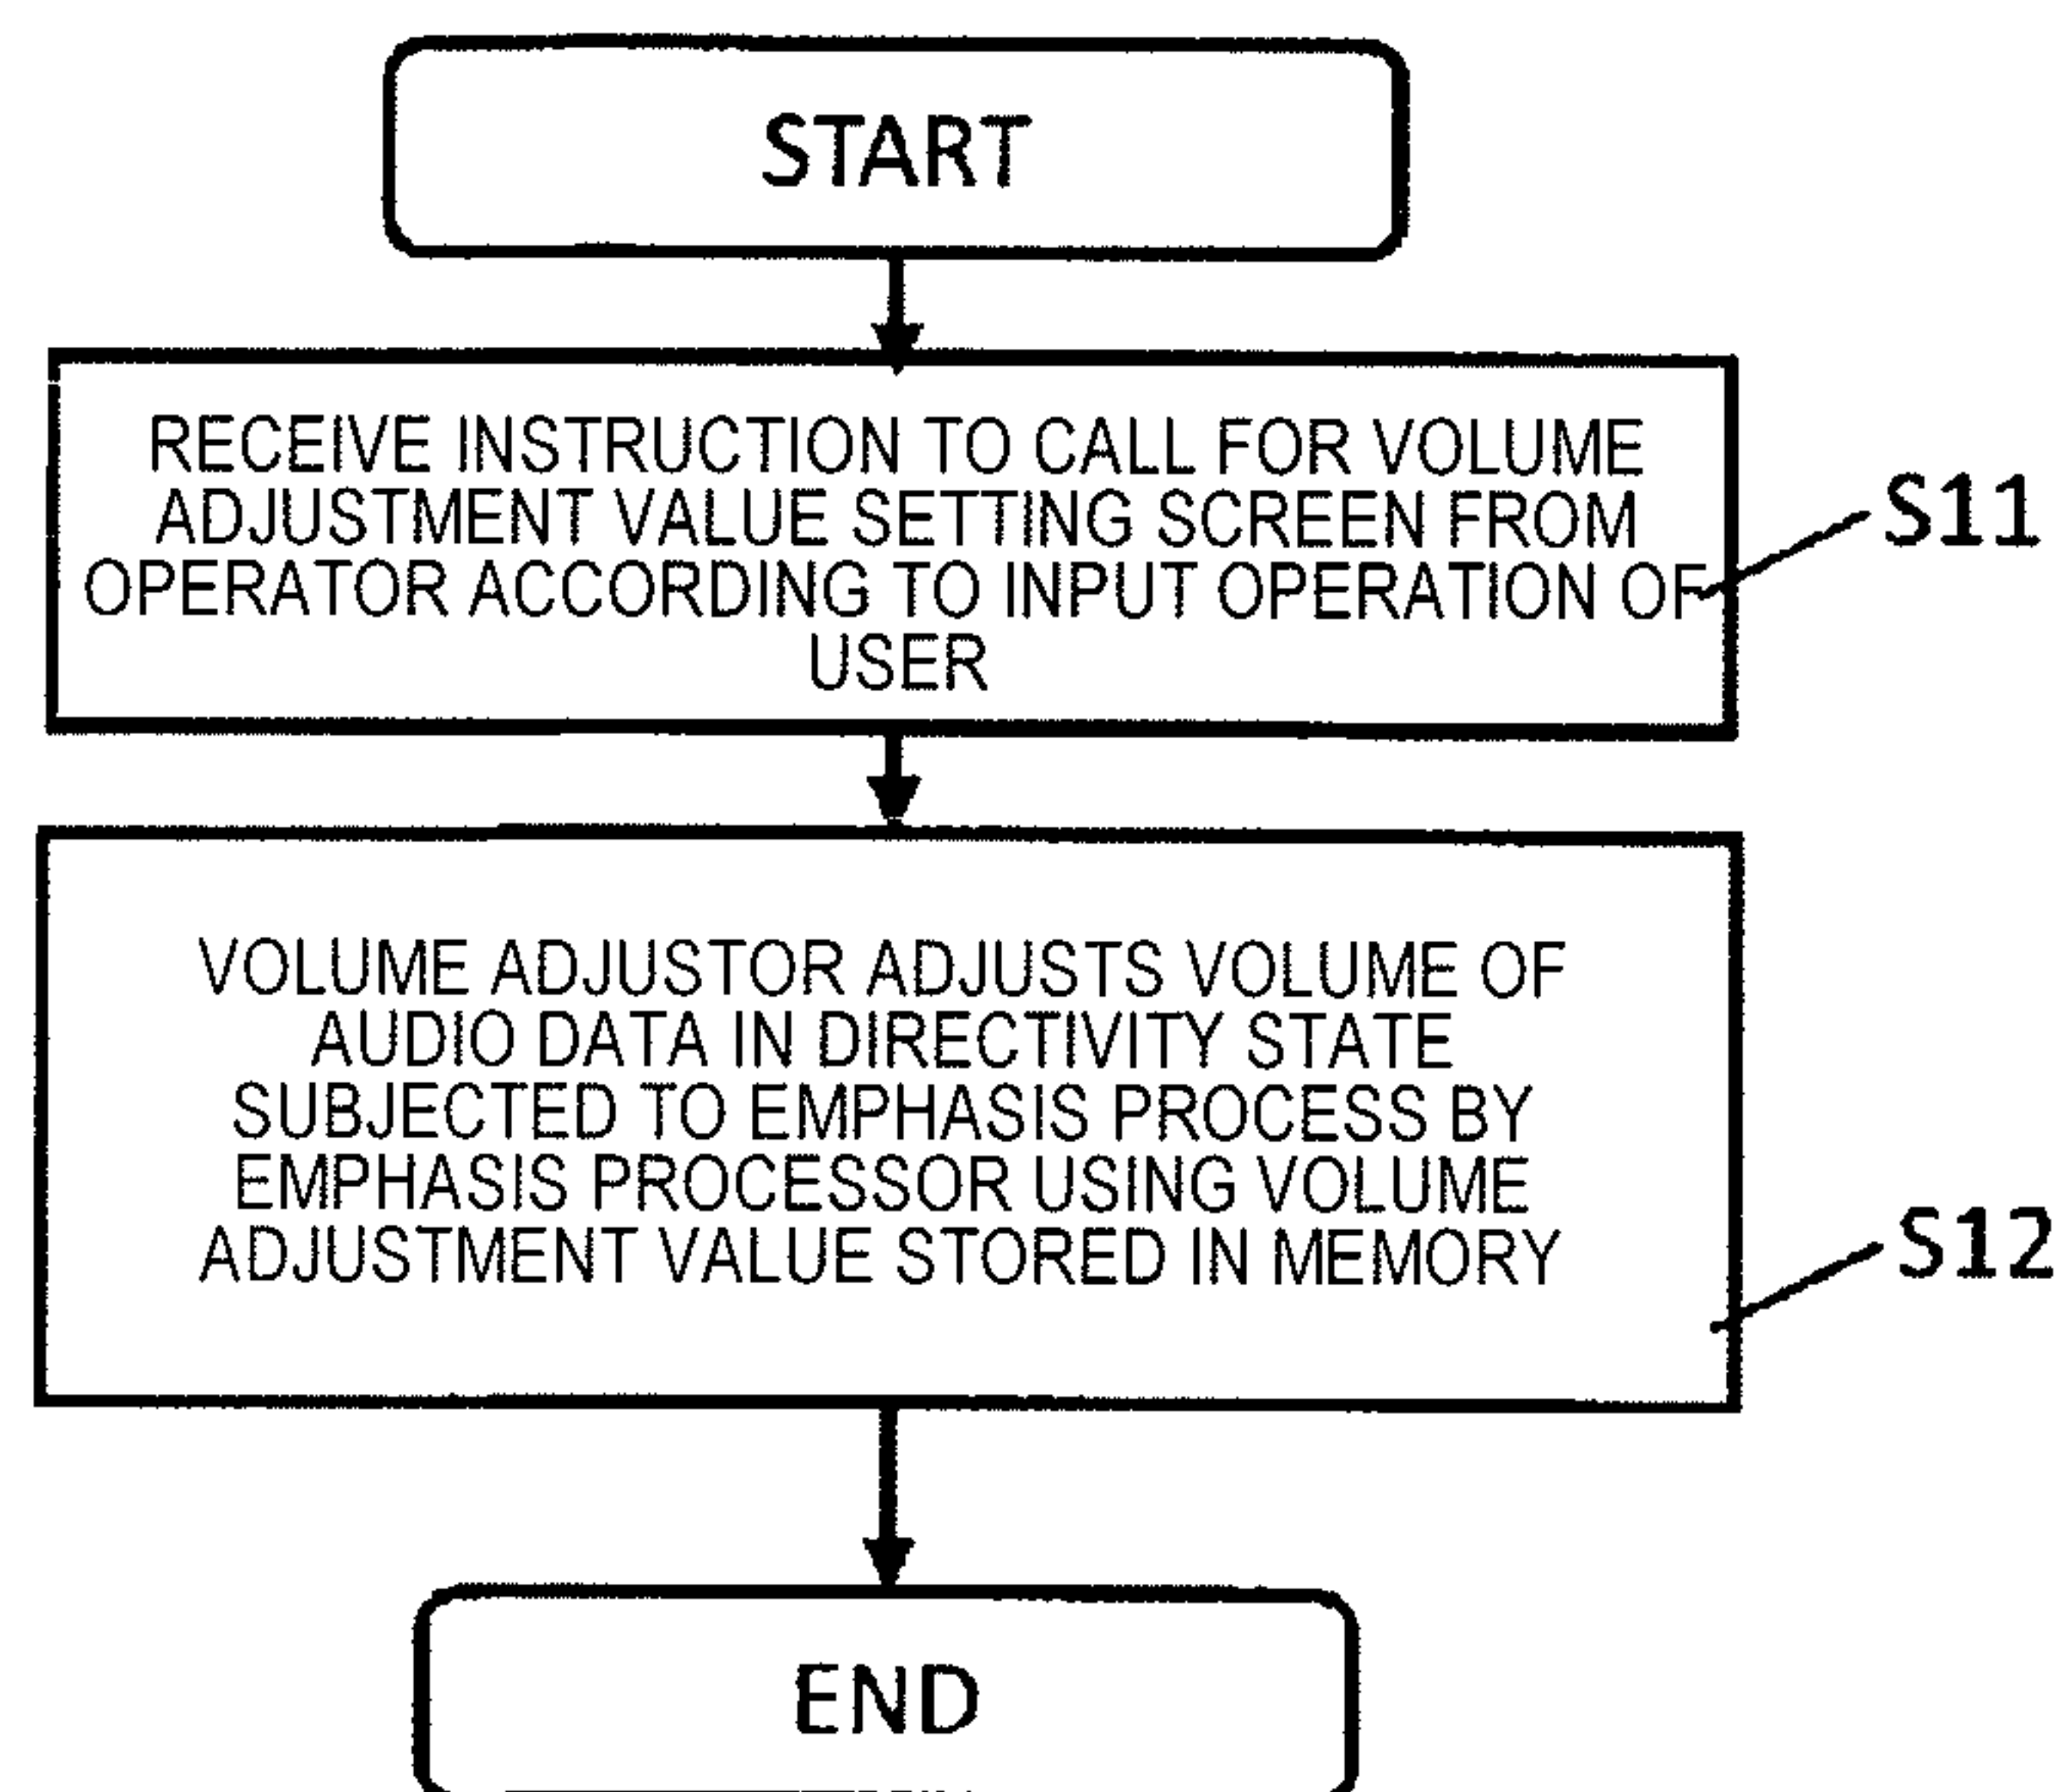 START
RECEIVE INSTRUCTION TO CALL FOR VOLUME
ADJUSTMENT VALUE SETTING SCREEN FROM
OPERATOR ACCORDING TO INPUT OPERATION OF
USER
S11
VOLUME ADJUSTOR ADJUSTS VOLUME OF
AUDIO DATA IN DIRECTIVITY STATE
SUBJECTED TO EMPHASIS PROCESS BY
EMPHASIS PROCESSOR USING VOLUME
ADJUSTMENT VALUE STORED IN MEMORY
S12
END